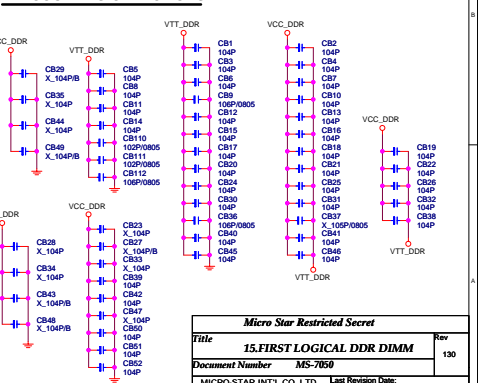 CC_DDR
CB29
X_104P/B
CB35
X_104P
CB44
X_104P
CB49
X_104P/B
VTT_DDR
CB5
104P
CB8
104P
CB11
104P
CB14
104P
CB110
102P/0805
CB111
102P/0805
CB112
106P/0805
VTT_DDR
CB1
104P
CB3
104P
CB6
104P
CB9
106P/0805
CB12
104P
CB15
104P
CB17
104P
CB20
104P
CB24
104P
CB30
104P
CB36
106P/0805
CB40
104P
CB45
104P
VCC_DDR
CB2
104P
CB4
104P
CB7
104P
CB10
104P
CB13
104P
CB16
104P
CB18
104P
CB21
104P
CB25
104P
CB31
104P
CB37
X_105P/0805
CB41
104P
CB46
104P
VTT_DDR
VCC_DDR
CB19
104P
CB22
104P
CB26
104P
CB32
104P
CB38
104P
VTT_DDR
_DDR
CB28
X_104P
CB34
X_104P
CB43
X_104P/B
CB48
X_104P/B
VCC_DDR
CB23
104P
CB27
X_104P/B
CB33
X_104P
CB39
104P
CB42
104P
CB47
X_104P
CB50
104P
CB51
104P
CB52
104P
B
A
Micro Star Restricted Secret
Title
15.FIRST LOGICAL DDR DIMM
Rev
130
Document Number MS-7050
MICRO-STAR INT'L CO.,LTD
Last Revision Date: